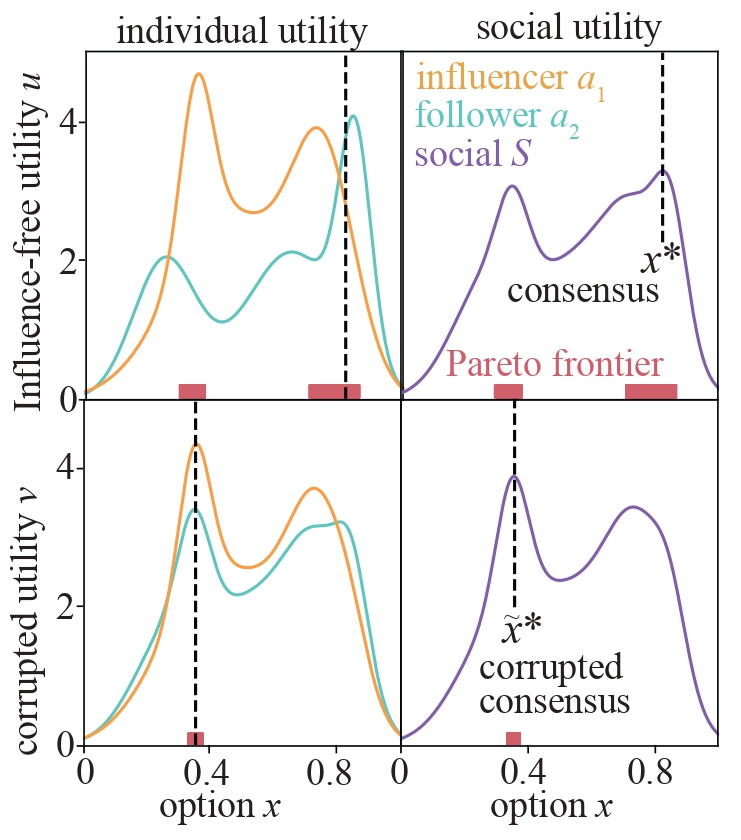 individual utility
social utility
Influence-free utility u
4
2
0
influencer a₁
follower a₂
social S
x*
consensus
Pareto frontier
corrupted utility v
4
2
0
x̃*
corrupted
consensus
0 0.4 0.8 0 0.4 0.8
option x option x